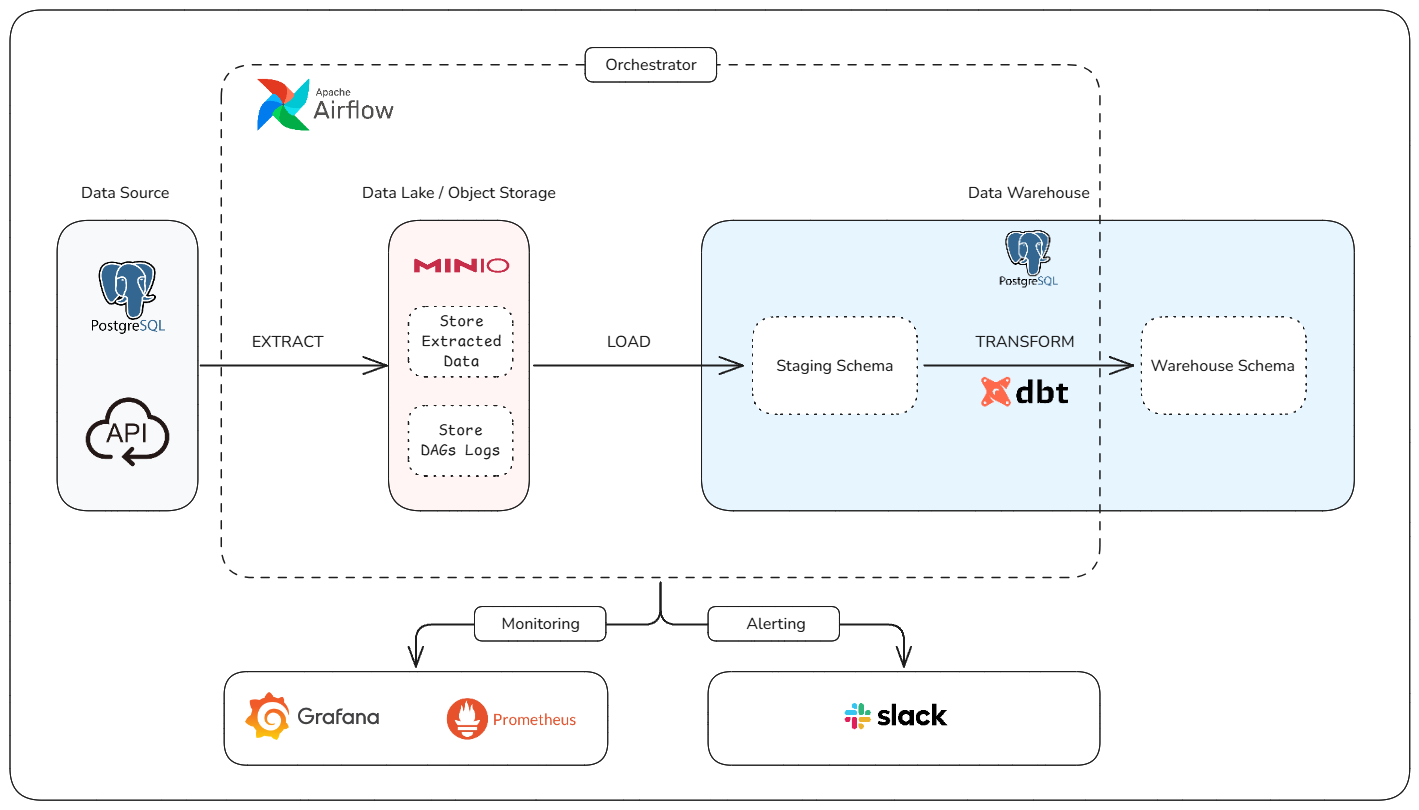 Orchestrator
Apache
Airflow
Data Source
Data Lake / Object Storage
Data Warehouse
PostgreSQL
API
EXTRACT
MINIO
Store
Extracted
Data
Store
DAGs Logs
LOAD
PostgreSQL
Staging Schema
TRANSFORM
dbt
Warehouse Schema
Monitoring
Alerting
Grafana
Prometheus
slack